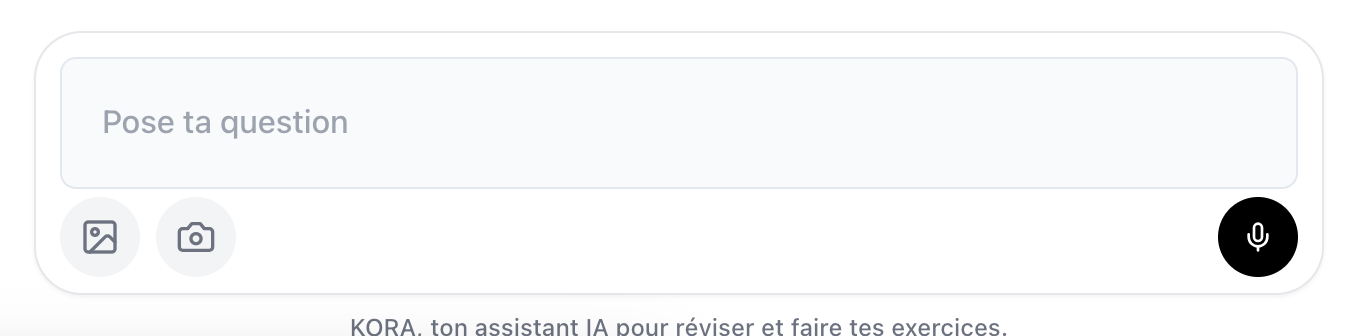 Pose ta question
KORA, ton assistant IA pour réviser et faire tes exercices.